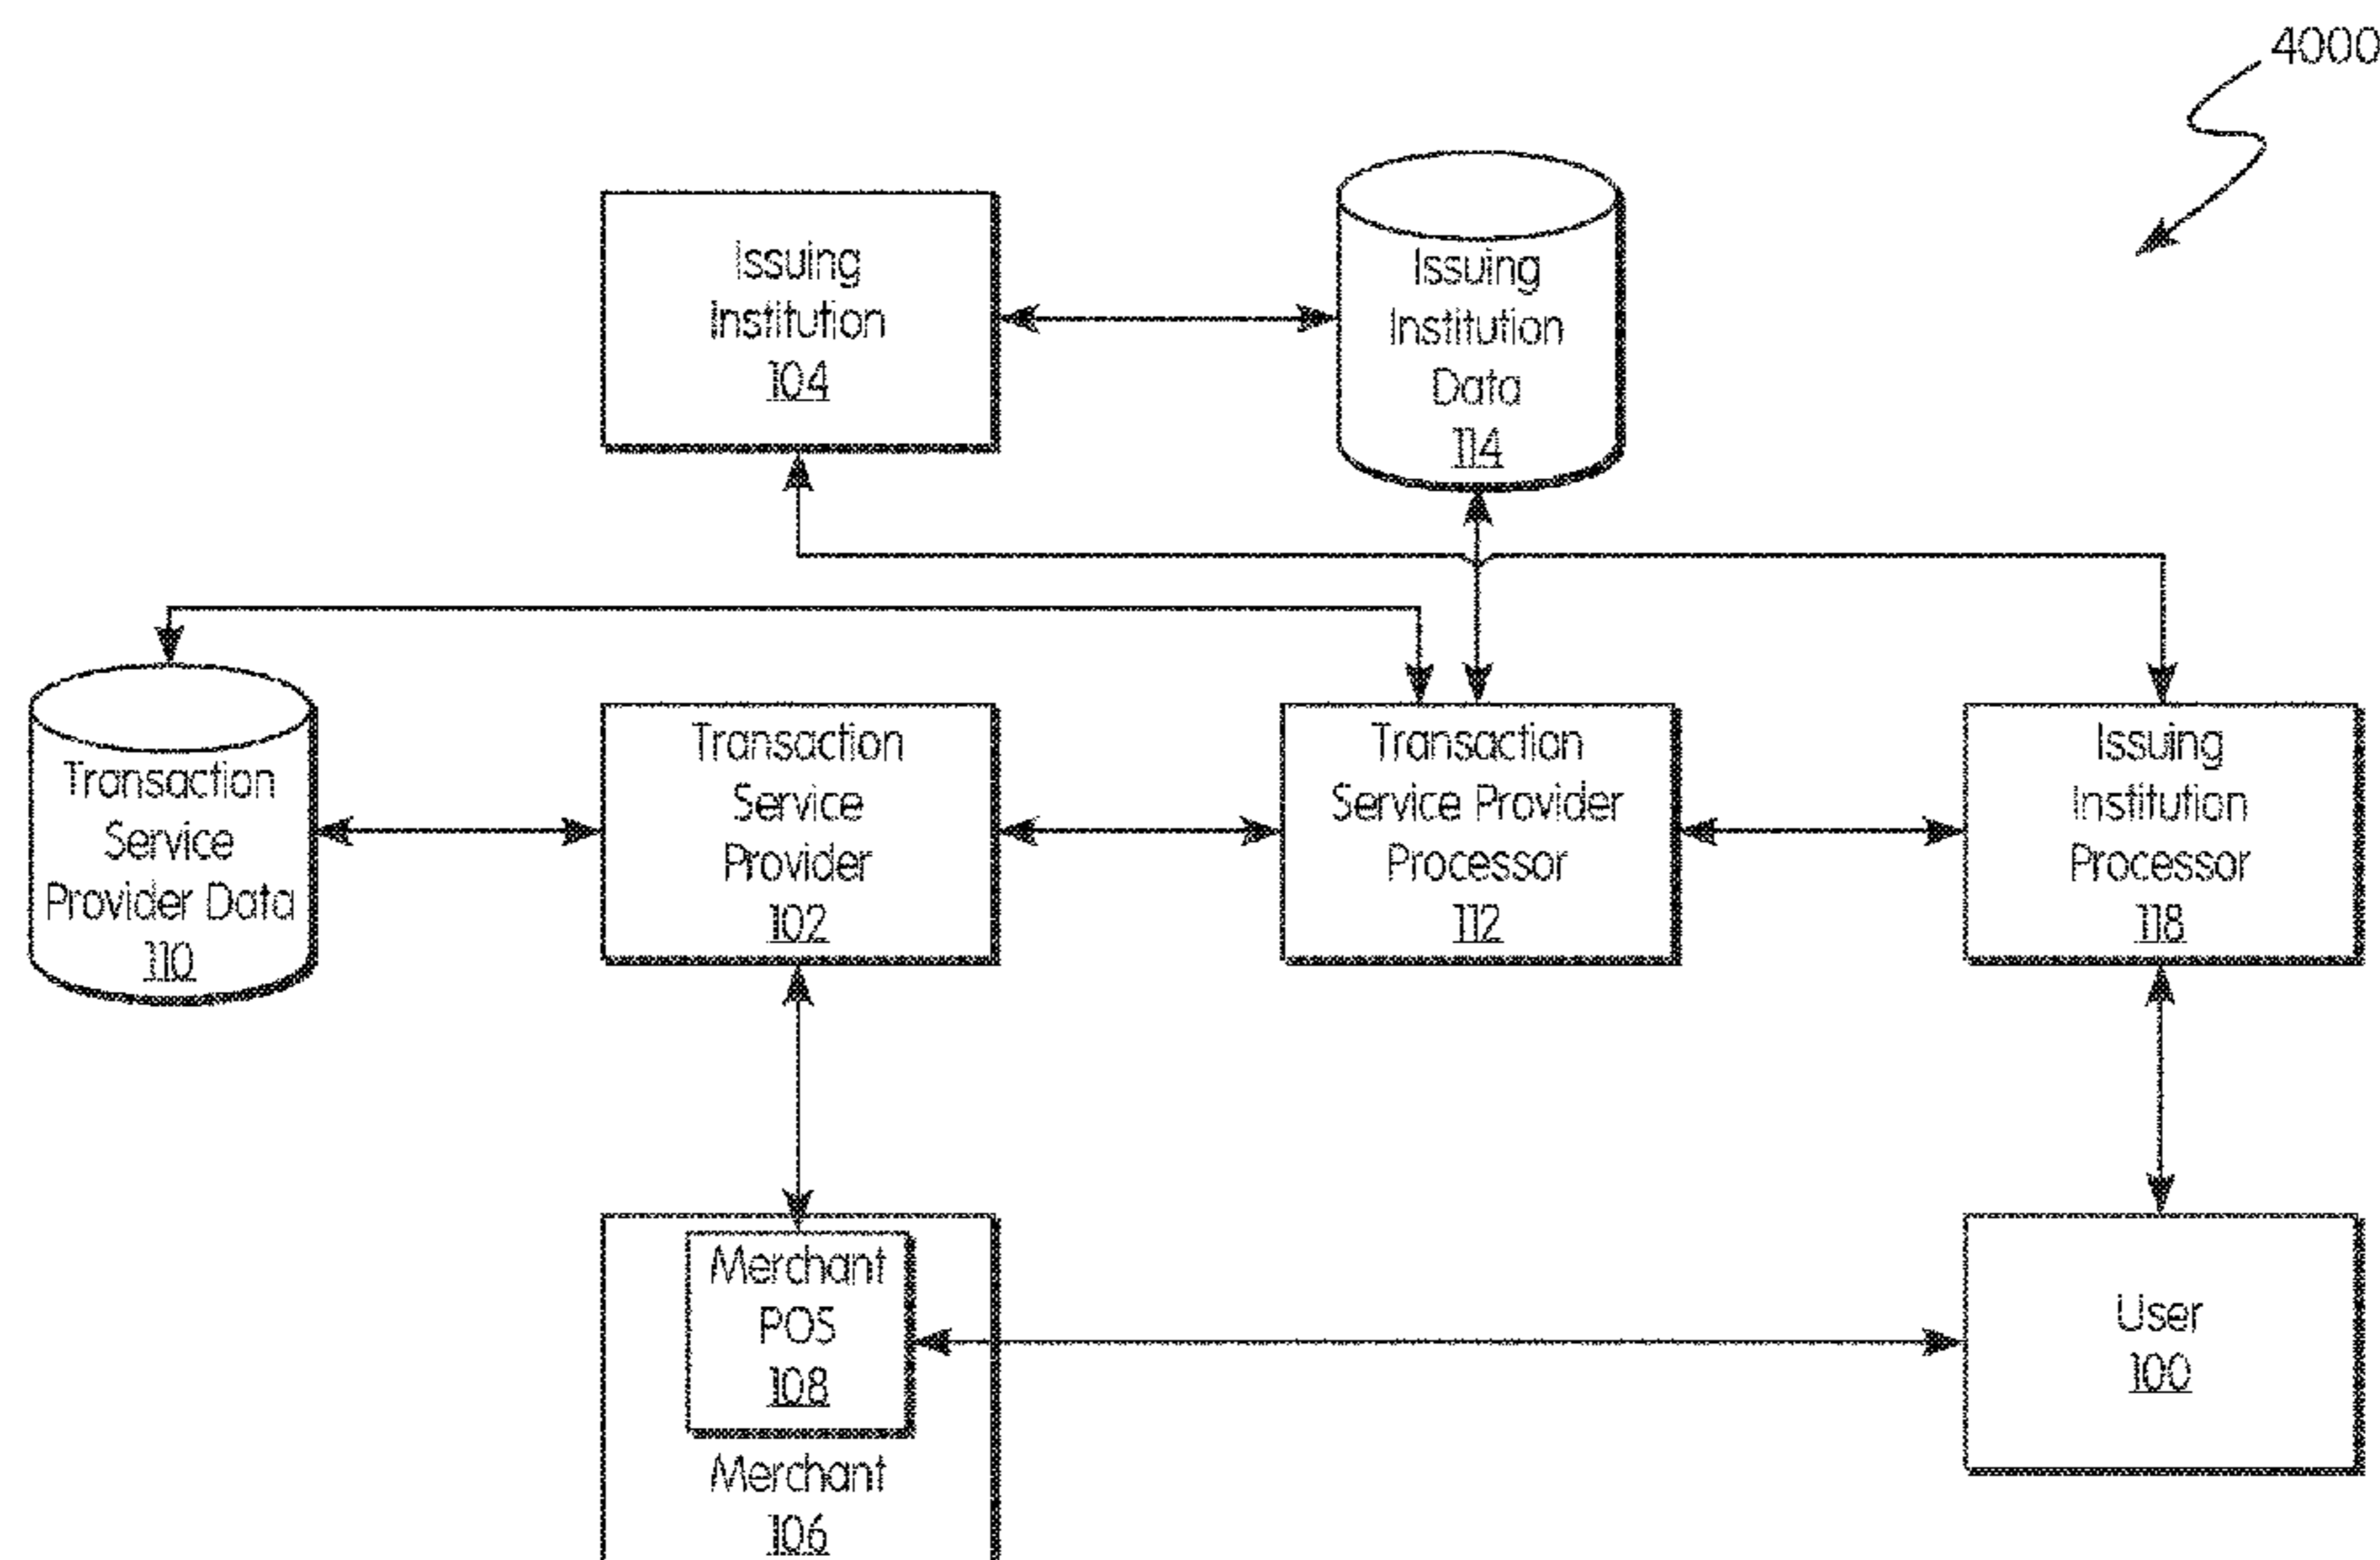 4000
Issuing
Institution
104
Issuing
Institution
Data
114
Transaction
Service
Provider Data
110
Transaction
Service
Provider
102
Transaction
Service Provider
Processor
112
Issuing
Institution
Processor
118
Merchant
POS
108
Merchant
106
User
100